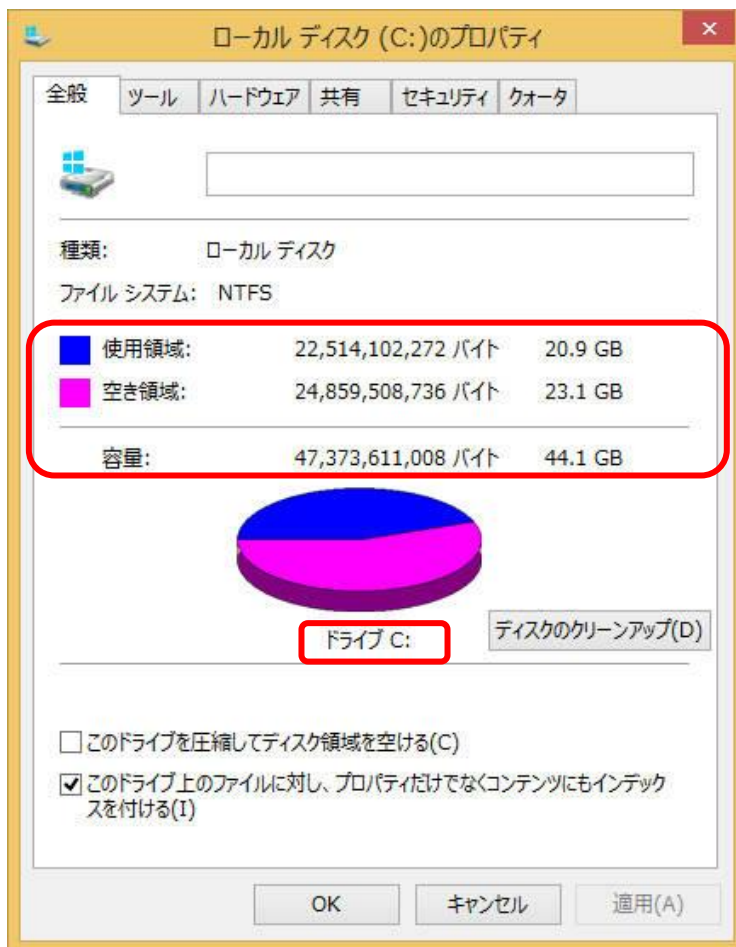 ローカル ディスク (C:)のプロパティ
全般 ツール ハードウェア 共有 セキュリティ クォータ
種類: ローカル ディスク
ファイル システム: NTFS
使用領域: 22,514,102,272 バイト 20.9 GB
空き領域: 24,859,508,736 バイト 23.1 GB
容量: 47,373,611,008 バイト 44.1 GB
ドライブ C:
ディスクのクリーンアップ(D)
このドライブを圧縮してディスク領域を空ける(C)
このドライブ上のファイルに対し、プロパティだけでなくコンテンツにもインデック
スを付ける(I)
OK キャンセル 適用(A)